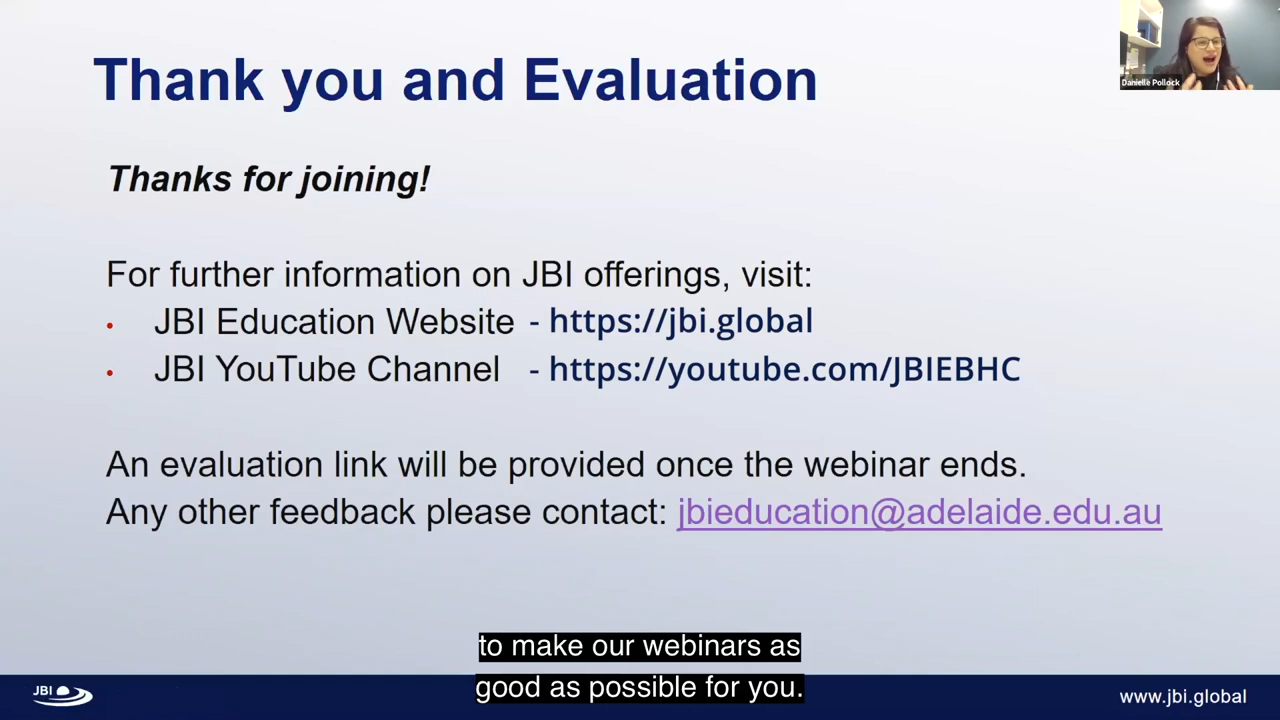 Thank you and Evaluation
Danielle Pollock
Thanks for joining!
For further information on JBI offerings, visit:
• JBI Education Website - https://jbi.global
• JBI YouTube Channel - https://youtube.com/JBIEBHC
An evaluation link will be provided once the webinar ends.
Any other feedback please contact: jbieducation@adelaide.edu.au
to make our webinars as
good as possible for you.
JBI
www.jbi.global